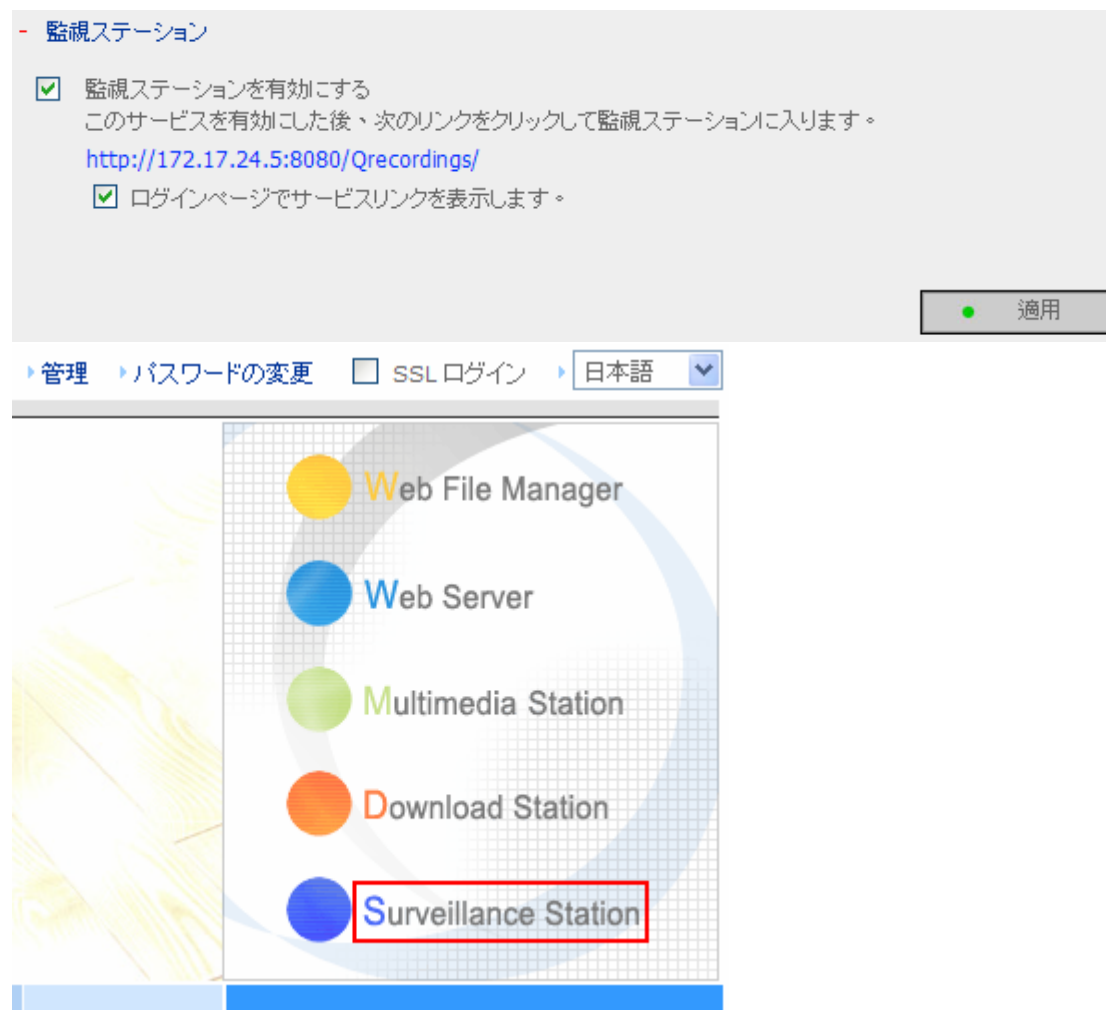 - 監視ステーション
監視ステーションを有効にする
このサービスを有効にした後、次のリンクをクリックして監視ステーションに入ります。
http://172.17.24.5:8080/Qrecordings/
ログインページでサービスリンクを表示します。
適用
管理 パスワードの変更 SSL ログイン 日本語
Web File Manager
Web Server
Multimedia Station
Download Station
Surveillance Station